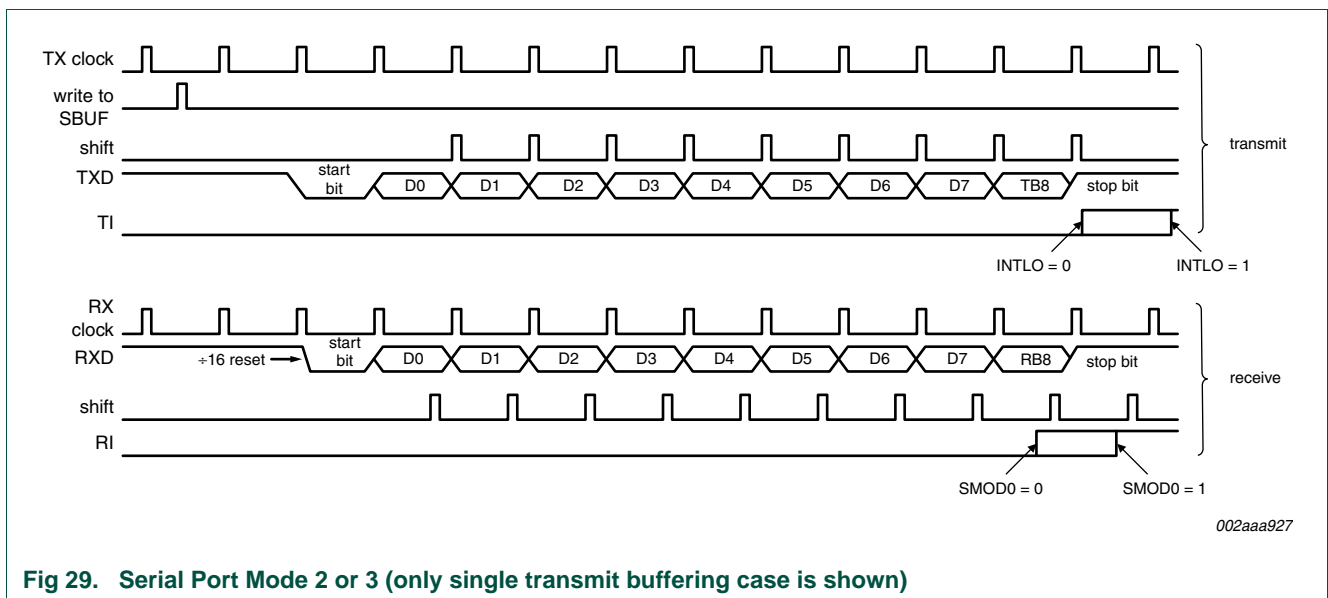 TX clock
write to
SBUF
shift
TXD
start
bit
D0 D1 D2 D3 D4 D5 D6 D7 TB8 stop bit
TI
INTLO = 0 INTLO = 1
transmit
RX
clock
RXD
÷16 reset
start
bit
D0 D1 D2 D3 D4 D5 D6 D7 RB8 stop bit
shift
RI
SMOD0 = 0 SMOD0 = 1
receive
002aaa927
Fig 29. Serial Port Mode 2 or 3 (only single transmit buffering case is shown)